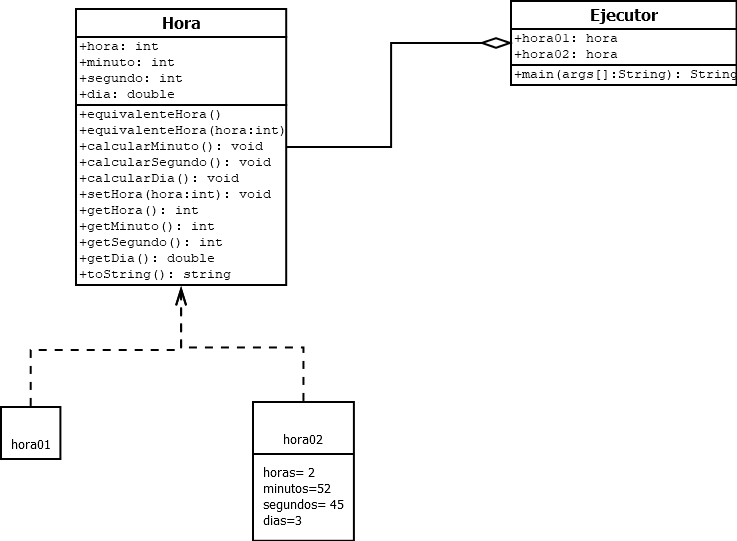 Hora
+hora: int
+minuto: int
+segundo: int
+dia: double
+equivalenteHora()
+equivalenteHora(hora:int)
+calcularMinuto(): void
+calcularSegundo(): void
+calcularDia(): void
+setHora(hora:int): void
+getHora(): int
+getMinuto(): int
+getSegundo(): int
+getDia(): double
+toString(): string
Ejecutor
+hora01: hora
+hora02: hora
+main(args[]:String): String
hora01
hora02
horas= 2
minutos=52
segundos= 45
dias=3